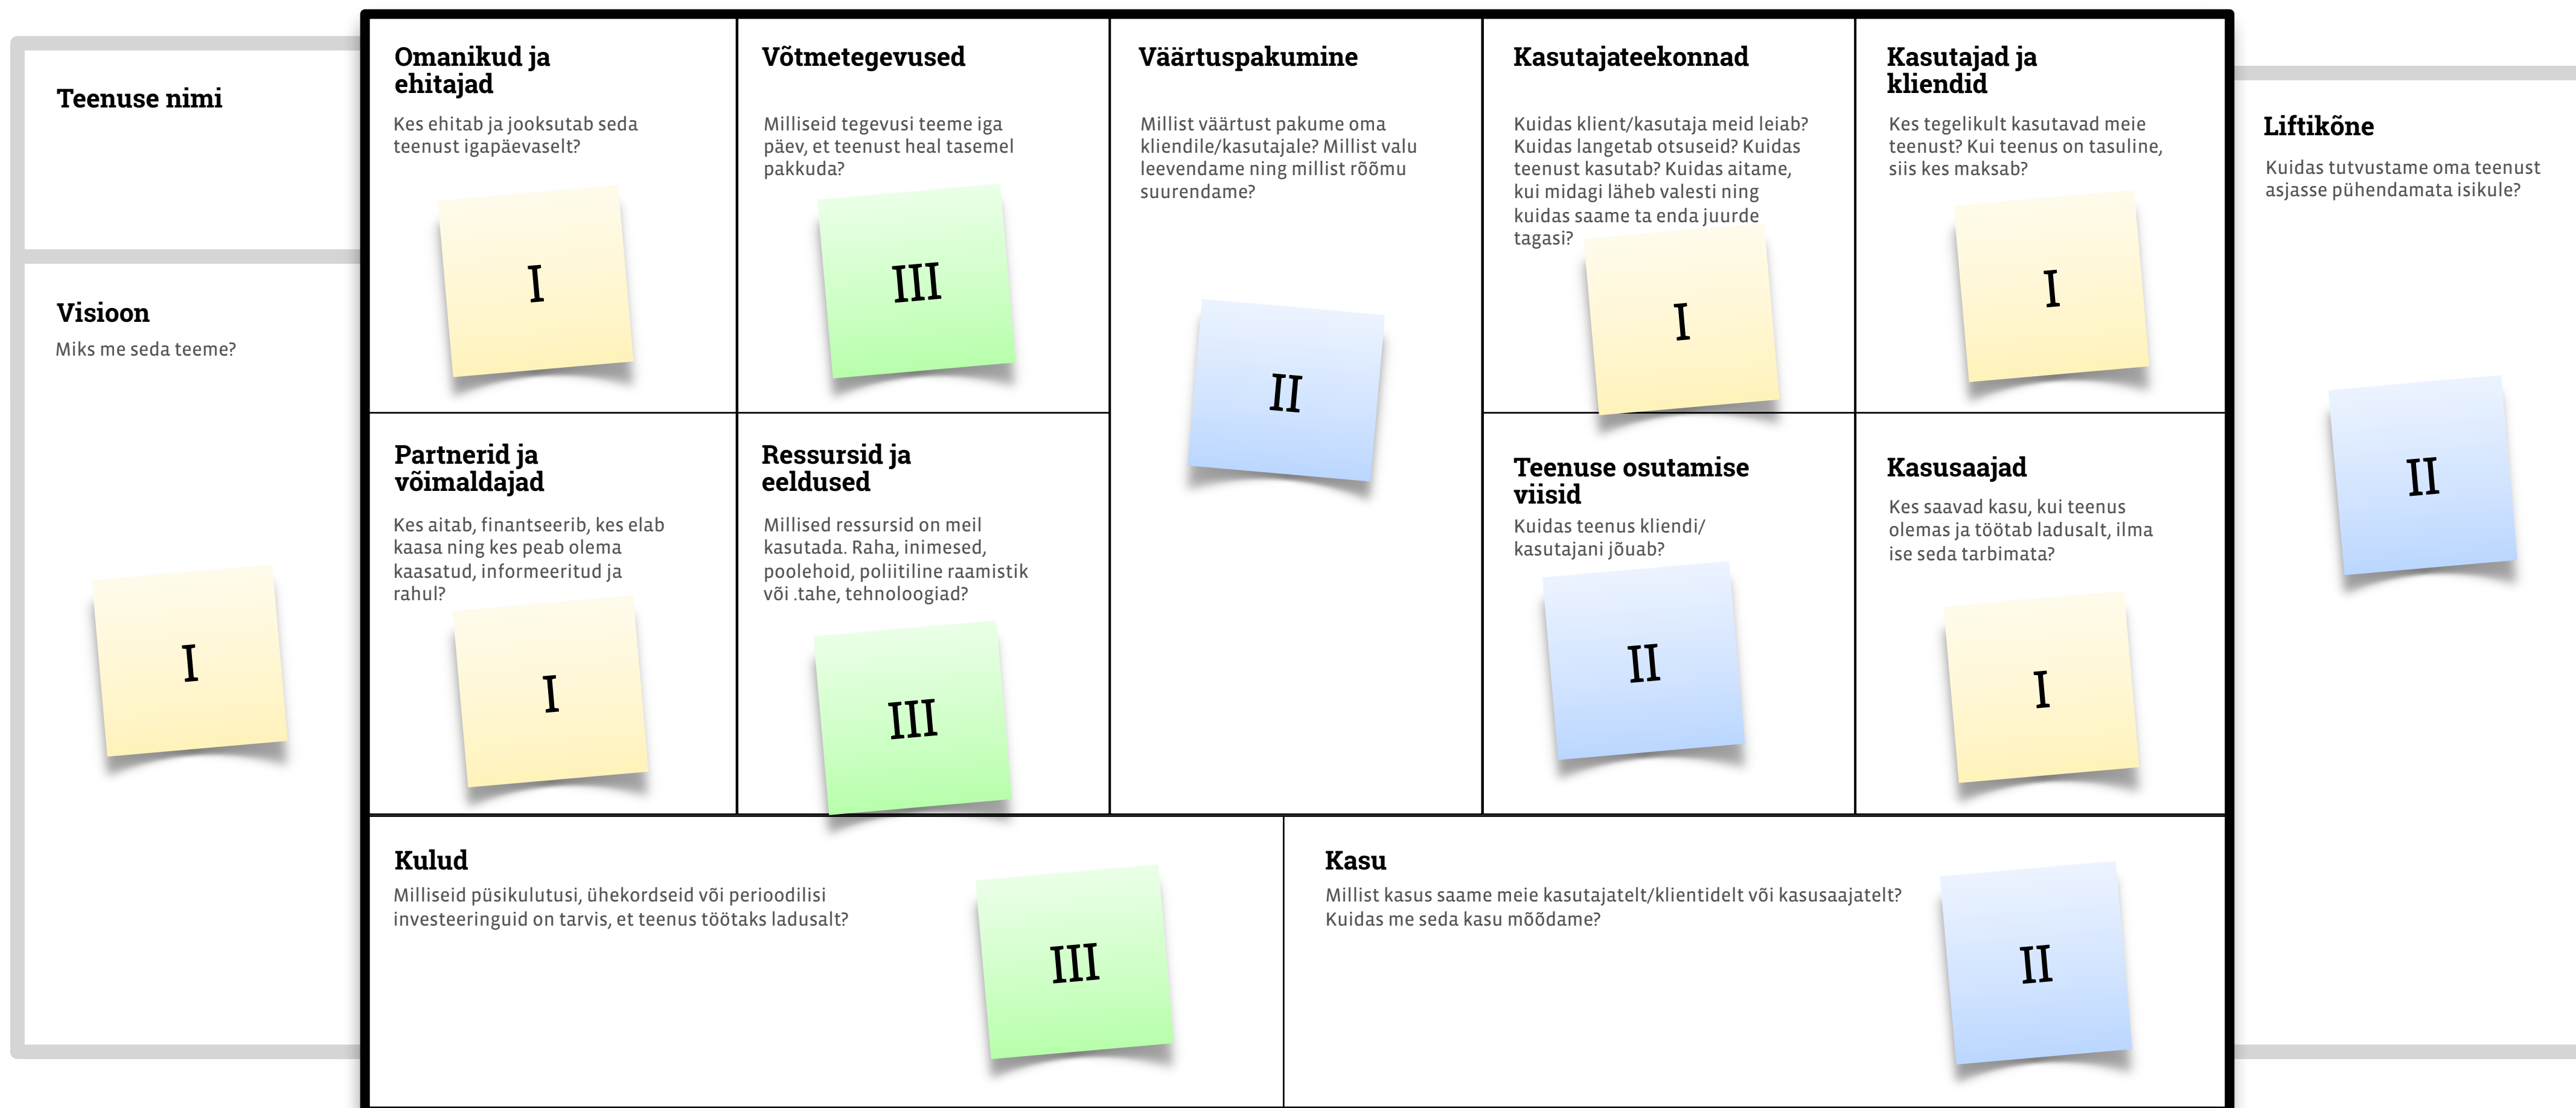 Teenuse nimi
Visioon
Miks me seda teeme?
I
Omanikud ja
ehitajad
Kes ehitab ja jooksutab seda
teenust igapäevaselt?
I
Võtmetegevused
Milliseid tegevusi teeme iga
päev, et teenust heal tasemel
pakkuda?
III
Väärtuspakumine
Millist väärtust pakume oma
kliendile/kasutajale? Millist valu
leevendame ning millist rõõmu
suurendame?
II
Kasutajateekonnad
Kuidas klient/kasutaja meid leiab?
Kuidas langetab otsuseid? Kuidas
teenust kasutab? Kuidas aitame,
kui midagi läheb valesti ning
kuidas saame ta enda juurde
tagasi?
I
Kasutajad ja
kliendid
Kes tegelikult kasutavad meie
teenust? Kui teenus on tasuline,
siis kes maksab?
I
Partnerid ja
võimaldajad
Kes aitab, finantseerib, kes elab
kaasa ning kes peab olema
kaasatud, informeeritud ja
rahul?
I
Ressursid ja
eeldused
Millised ressursid on meil
kasutada. Raha, inimesed,
poolehoid, poliitiline raamistik
või .tahe, tehnoloogiad?
III
Teenuse osutamise
viisid
Kuidas teenus kliendi/
kasutajani jõuab?
II
Kasusaajad
Kes saavad kasu, kui teenus
olemas ja töötab ladusalt, ilma
ise seda tarbimata?
I
Kulud
Milliseid püsikulutusi, ühekordseid või perioodilisi
investeeringuid on tarvis, et teenus töötaks ladusalt?
III
Kasu
Millist kasus saame meie kasutajatelt/klientidelt või kasusaajatelt?
Kuidas me seda kasu mõõdame?
II
Liftikõne
Kuidas tutvustame oma teenust
asjasse pühendamata isikule?
II